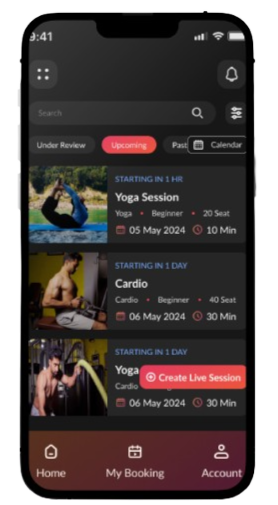 9:41
Search
Under Review Upcoming Past Calendar
STARTING IN 1 HR
Yoga Session
Yoga • Beginner • 20 Seat
05 May 2024 10 Min
STARTING IN 1 DAY
Cardio
Cardio • Beginner • 40 Seat
06 May 2024 30 Min
STARTING IN 1 DAY
Yoga
Create Live Session
Cardio
06 May 2024 30 Min
Home My Booking Account